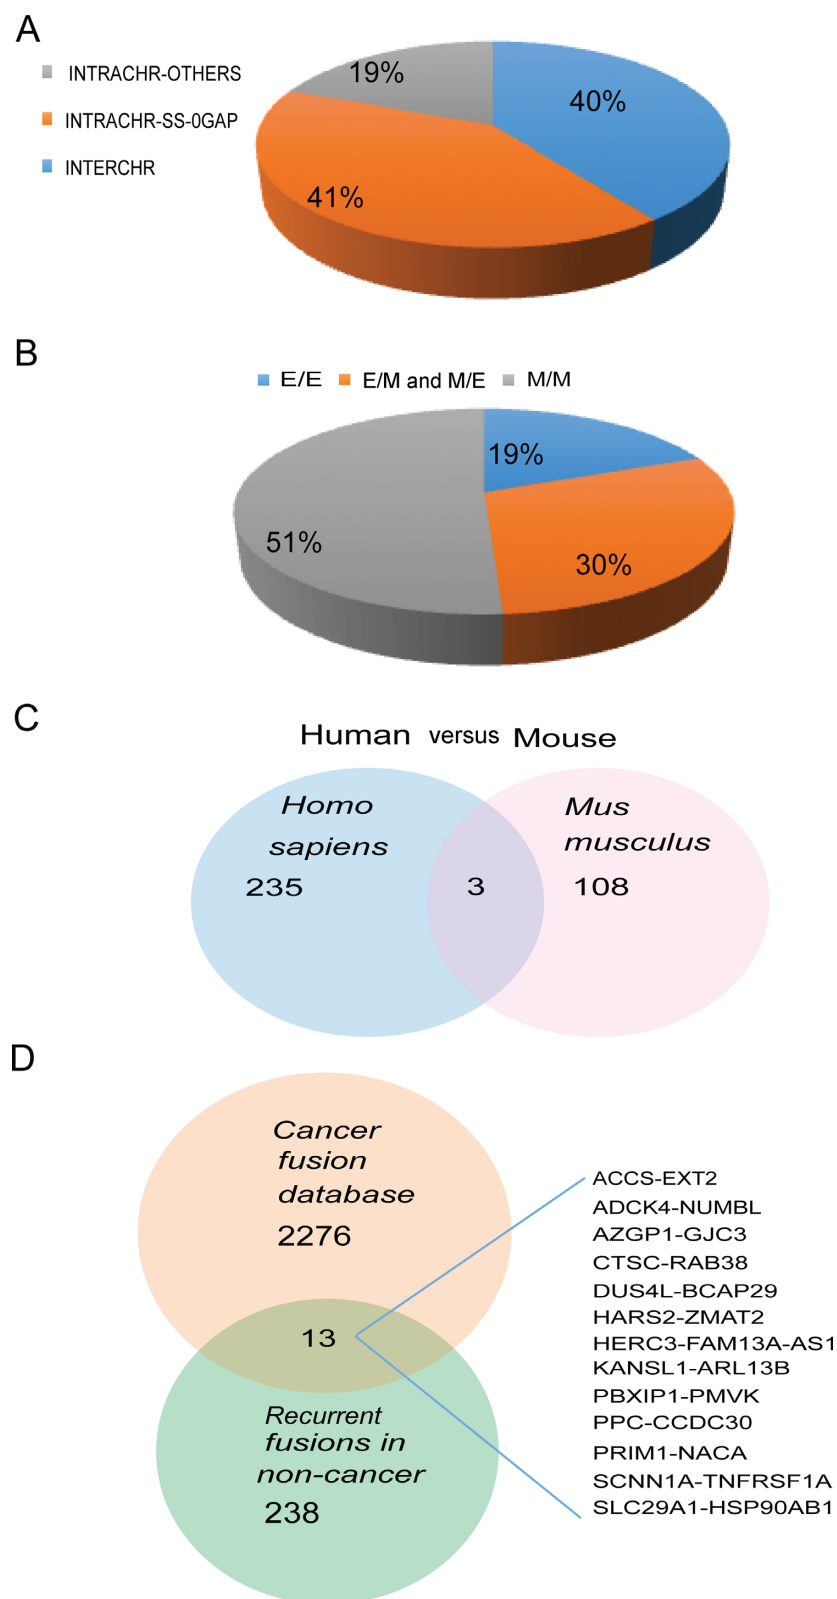 A
INTRACHR-OTHERS
INTRACHR-SS-0GAP
INTERCHR
19%
40%
41%
B
E/E E/M and M/E M/M
19%
51%
30%
C
Human versus Mouse
Homo
sapiens
235
3
Mus
musculus
108
D
Cancer
fusion
database
2276
13
Recurrent
fusions in
non-cancer
238
ACCS-EXT2
ADCK4-NUMBL
AZGP1-GJC3
CTSC-RAB38
DUS4L-BCAP29
HARS2-ZMAT2
HERC3-FAM13A-AS1
KANSL1-ARL13B
PBXIP1-PMVK
PPC-CCDC30
PRIM1-NACA
SCNN1A-TNFRSF1A
SLC29A1-HSP90AB1